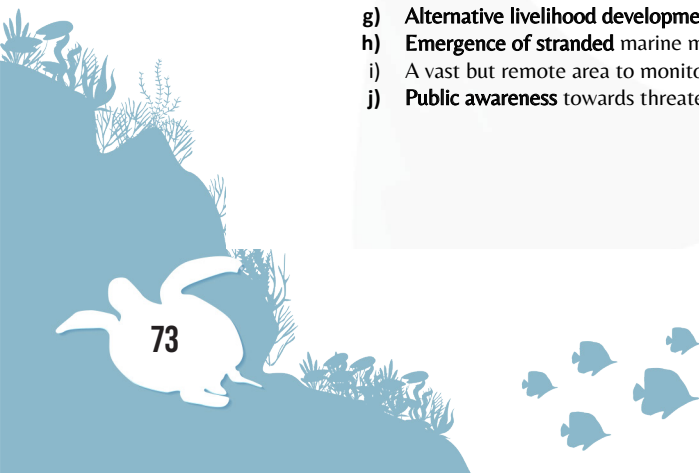 g) Alternative livelihood developme
h) Emergence of stranded marine m
i) A vast but remote area to monito
j) Public awareness towards threate
73